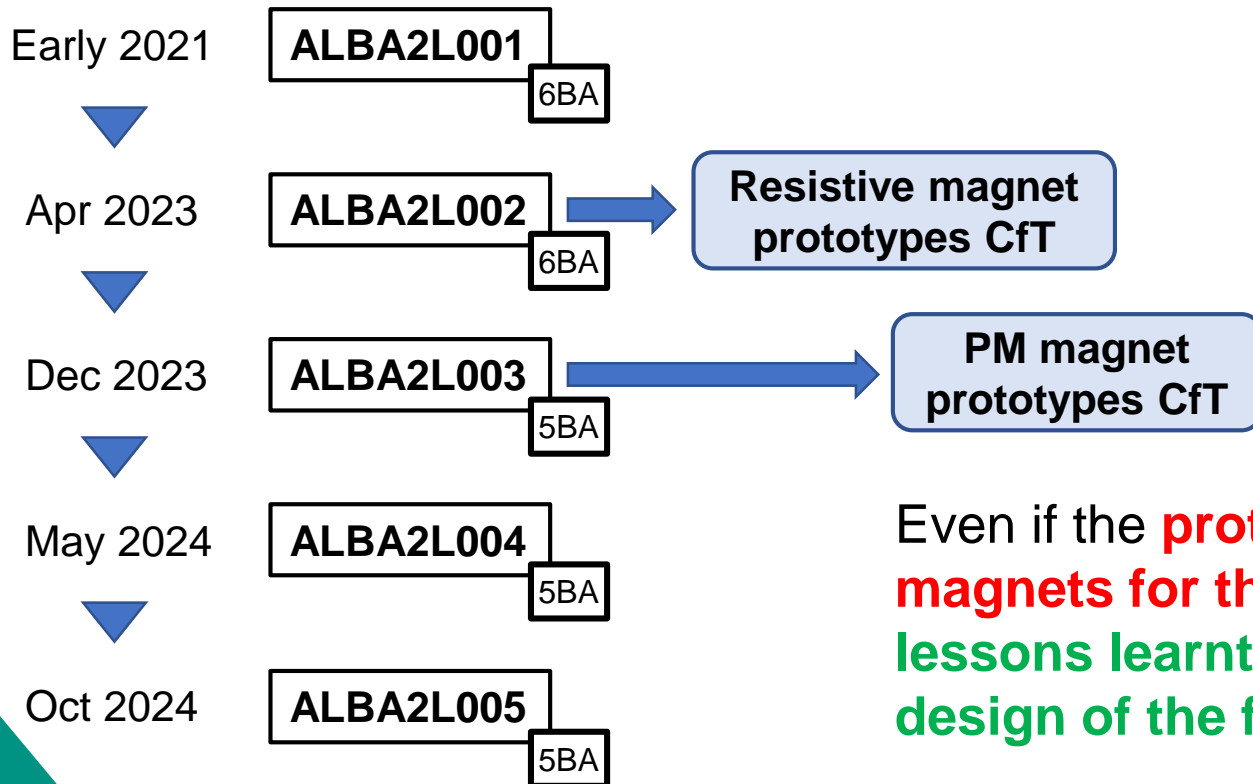 Early 2021
ALBA2L001
6BA
Apr 2023
ALBA2L002
6BA
Resistive magnet
prototypes CfT
Dec 2023
ALBA2L003
5BA
PM magnet
prototypes CfT
May 2024
ALBA2L004
5BA
Oct 2024
ALBA2L005
5BA
Even if the
magnets for
lessons learnt
design of the